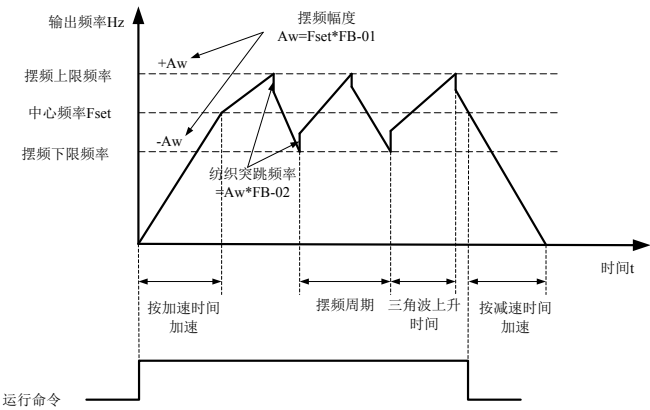 输出频率Hz
摆频幅度
Aw=Fset*FB-01
+Aw
摆频上限频率
中心频率Fset
-Aw
摆频下限频率
纺织突跳频率
=Aw*FB-02
时间t
按加速时间
加速
摆频周期
三角波上升
时间
按减速时间
加速
运行命令